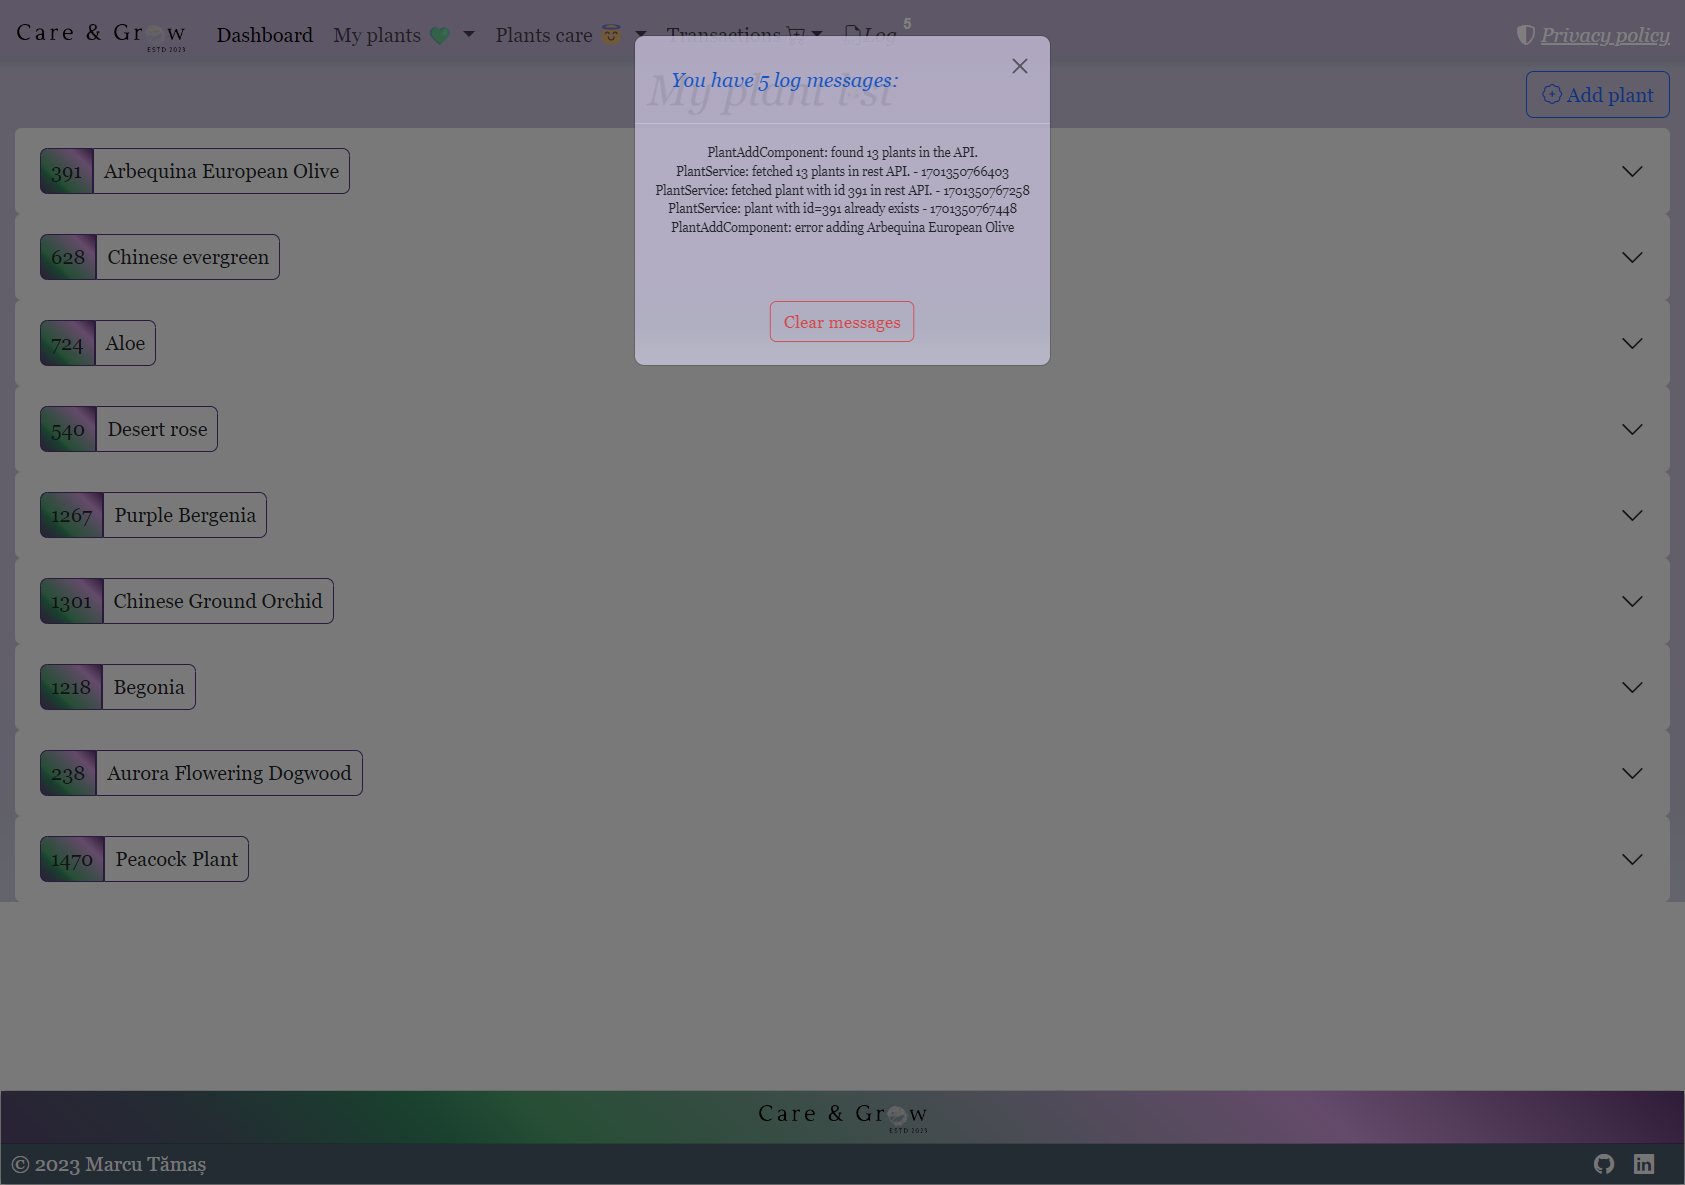 Care & Grow
ESTD 2023
Dashboard
My plants 💚
Plants care 😇
Transactions
Log
5
Privacy policy
My plant list
Add plant
You have 5 log messages:
PlantAddComponent: found 13 plants in the API.
PlantService: fetched 13 plants in rest API. - 1701350766403
PlantService: fetched plant with id 391 in rest API. - 1701350767258
PlantService: plant with id=391 already exists - 1701350767448
PlantAddComponent: error adding Arbequina European Olive
Clear messages
391 Arbequina European Olive
628 Chinese evergreen
724 Aloe
540 Desert rose
1267 Purple Bergenia
1301 Chinese Ground Orchid
1218 Begonia
238 Aurora Flowering Dogwood
1470 Peacock Plant
Care & Grow
ESTD 2023
© 2023 Marcu Tămaș